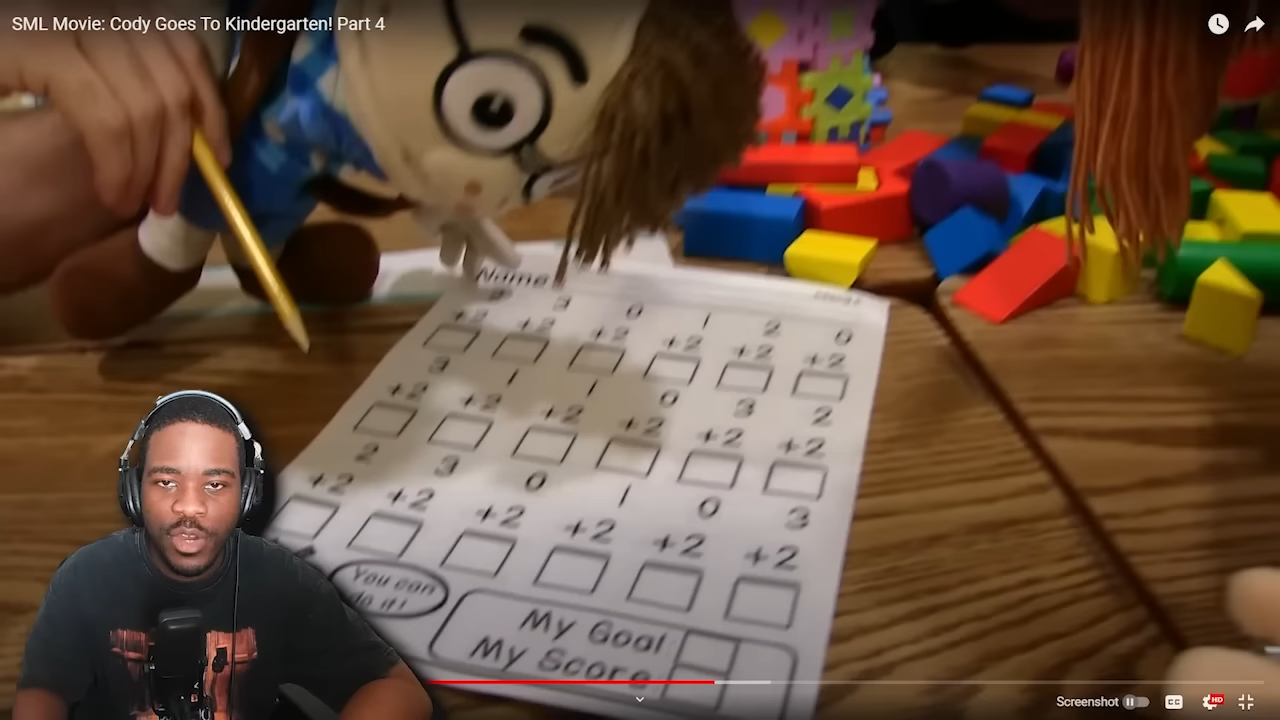 SML Movie: Cody Goes To Kindergarten! Part 4
Name
3 0 1 2 0
+2 +2 +2 +2 +2 +2
3 1 1 0 3 2
+2 +2 +2 +2 +2 +2
2 3 0 1 0 3
+2 +2 +2 +2 +2 +2
You can
do it!
My Goal
My Score
Screenshot
CC
HD